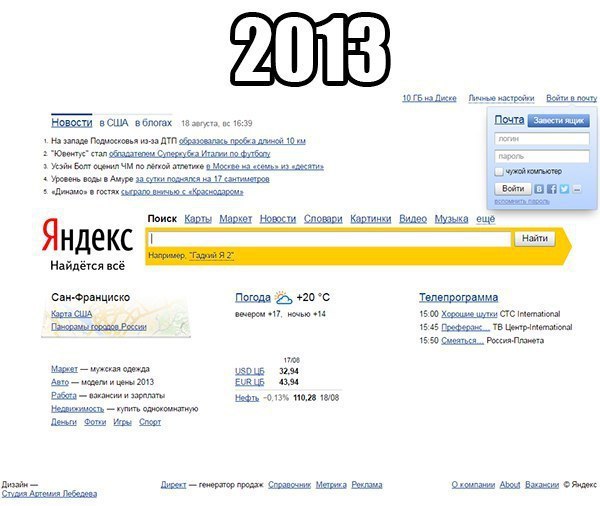 2013
10 ГБ на Диске Личные настройки Войти в почту
Новости в США в блогах 18 августа, вс 16:39
1. На западе Подмосковья из-за ДТП образовалась пробка длиной 10 км
2. "Ювентус" стал обладателем Суперкубка Италии по футболу
3. Усэйн Болт оценил ЧМ по лёгкой атлетике в Москве на «семь» из «десяти»
4. Уровень воды в Амуре за сутки поднялся на 17 сантиметров
5. «Динамо» в гостях сыграло вничью с «Краснодаром»
Почта Завести ящик
логин
пароль
чужой компьютер
Войти
вспомнить пароль
Яндекс
Найдётся всё
Поиск Карты Маркет Новости Словари Картинки Видео Музыка ещё
Найти
Например, "Гадкий Я 2"
Сан-Франциско
Карта США
Панорамы городов России
Погода +20 °C
вечером +17, ночью +14
Телепрограмма
15:00 Хорошие шутки СТС International
15:45 Преферанс... ТВ Центр-International
15:50 Смеяться... Россия-Планета
Маркет — мужская одежда
Авто — модели и цены 2013
Работа — вакансии и зарплаты
Недвижимость — купить однокомнатную
Деньги Фотки Игры Спорт
17/08
USD ЦБ 32,94
EUR ЦБ 43,94
Нефть −0,13% 110,28 18/08
Дизайн —
Студия Артемия Лебедева
Директ — генератор продаж Справочник Метрика Реклама
О компании About Вакансии © Яндекс